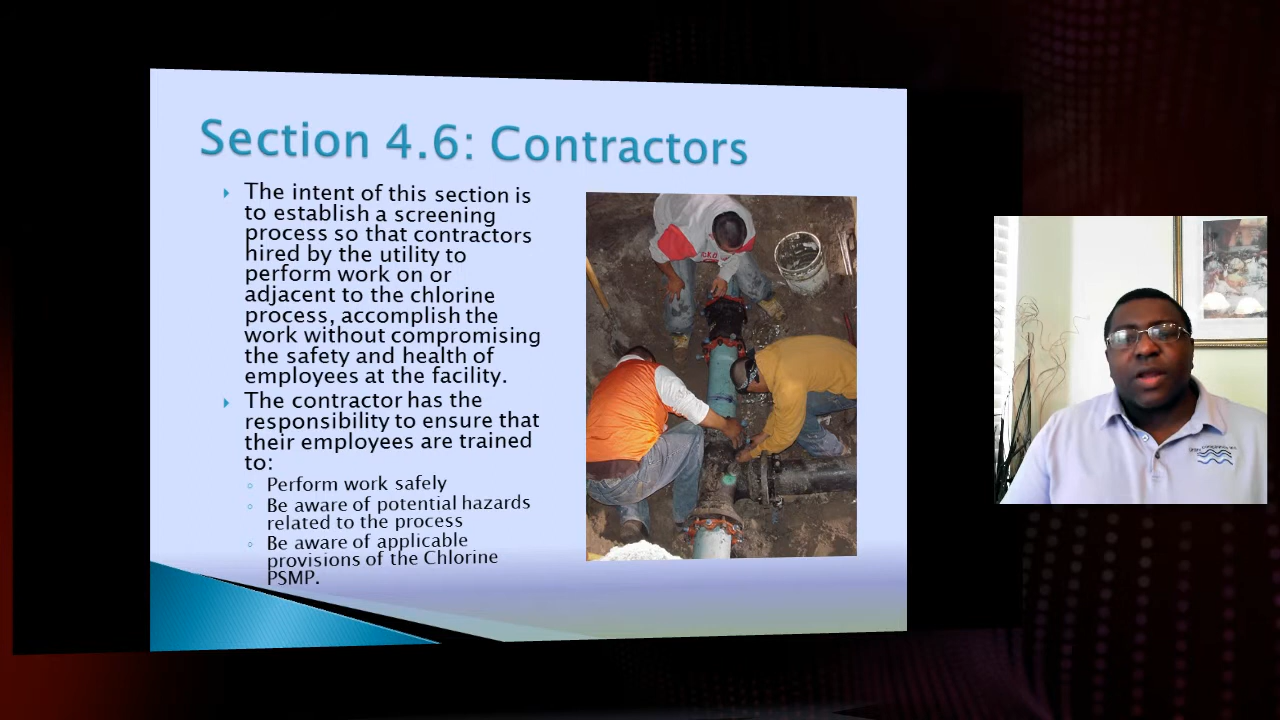 Section 4.6: Contractors
The intent of this section is
to establish a screening
process so that contractors
hired by the utility to
perform work on or
adjacent to the chlorine
process, accomplish the
work without compromising
the safety and health of
employees at the facility.
The contractor has the
responsibility to ensure that
their employees are trained
to:
Perform work safely
Be aware of potential hazards
related to the process
Be aware of applicable
provisions of the Chlorine
PSMP.